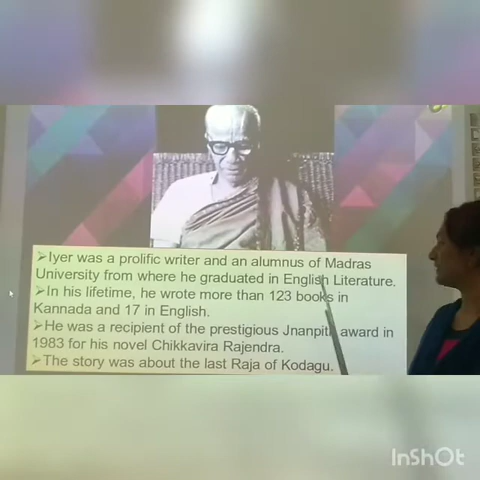 ➢Iyer was a prolific writer and an alumnus of Madras
University from where he graduated in English Literature.
➢In his lifetime, he wrote more than 123 books in
Kannada and 17 in English.
➢He was a recipient of the prestigious Jnanpith award in
1983 for his novel Chikkavira Rajendra.
➢The story was about the last Raja of Kodagu.
InShOt